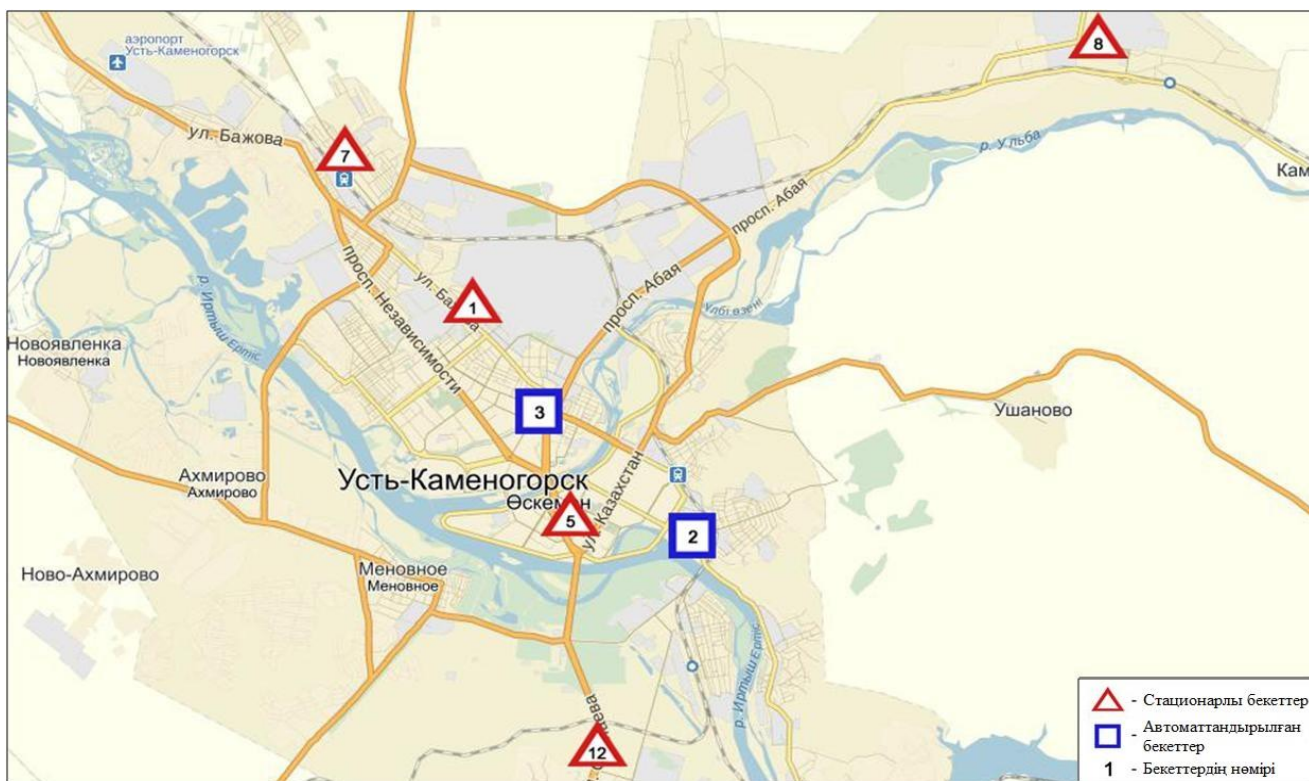 аэропорт
Усть-Каменогорск
8
ул. Бажова
р. Ульба
7
Кам
просп. Абая
просп. Независимости
ул. Ба
ва
1
просп. Абая
Үлбі өзені
р. Иртыш Ертіс
Новоявленка
Новоявленка
3
Ушаново
Усть-Каменогорск
Өскемен
Ахмирово
Ахмирово
5
ул. Казахстан
2
Ново-Ахмирово
Меновное
Меновное
р. Иртыш Ертіс
12
- Стационарлы бекеттер
- Автоматтандырылған
бекеттер
1 - Бекеттердің нөмірі